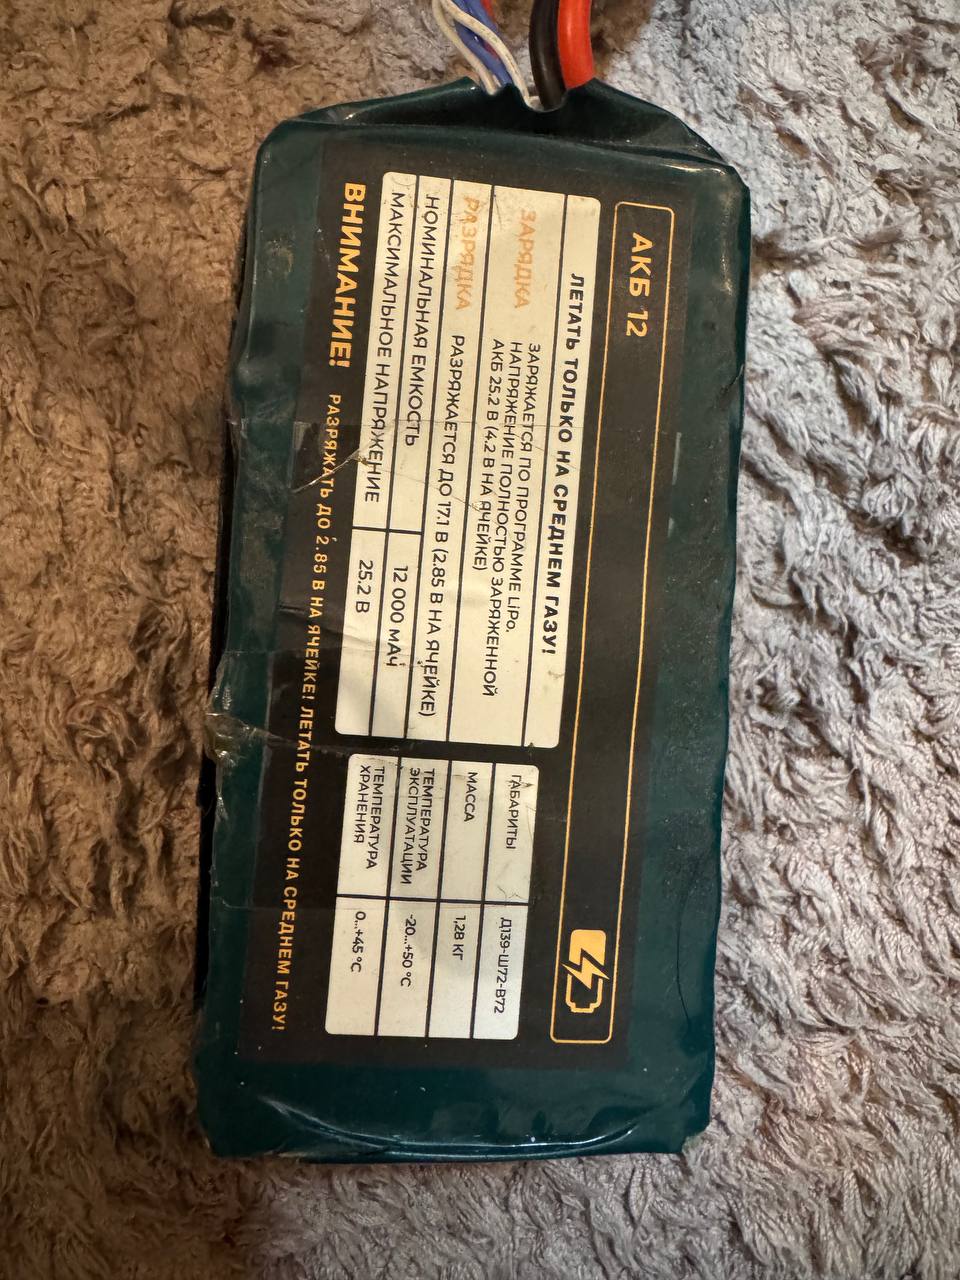 АКБ 12
ЛЕТАТЬ ТОЛЬКО НА СРЕДНЕМ ГАЗУ!
ЗАРЯДКА
ЗАРЯЖАЕТСЯ ПО ПРОГРАММЕ LiPo.
НАПРЯЖЕНИЕ ПОЛНОСТЬЮ ЗАРЯЖЕННОЙ
АКБ 25.2 В (4.2 В НА ЯЧЕЙКЕ)
РАЗРЯДКА РАЗРЯЖАЕТСЯ ДО 17.1 В (2.85 В НА ЯЧЕЙКЕ)
НОМИНАЛЬНАЯ ЕМКОСТЬ 12 000 МАЧ
МАКСИМАЛЬНОЕ НАПРЯЖЕНИЕ 25.2 В
ГАБАРИТЫ Д139-Ш72-В72
МАССА 1,28 КГ
ТЕМПЕРАТУРА
ЭКСПЛУАТАЦИИ -20...+50 °C
ТЕМПЕРАТУРА
ХРАНЕНИЯ 0...+45 °C
ВНИМАНИЕ! РАЗРЯЖАТЬ ДО 2.85 В НА ЯЧЕЙКЕ! ЛЕТАТЬ ТОЛЬКО НА СРЕДНЕМ ГАЗУ!